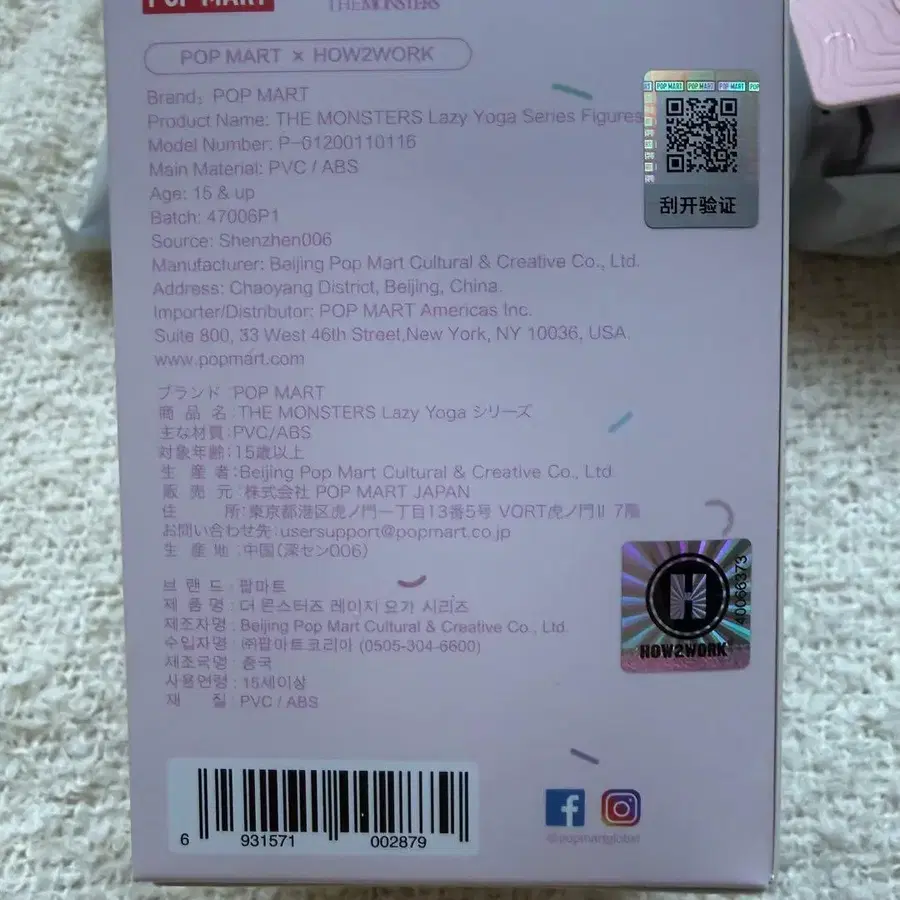 POP MART
THE MONSTERS
POP MART × HOW2WORK
Brand: POP MART
Product Name: THE MONSTERS Lazy Yoga Series Figures
Model Number: P-01200110116
Main Material: PVC / ABS
Age: 15 & up
Batch: 47006P1
Source: Shenzhen006
Manufacturer: Beijing Pop Mart Cultural & Creative Co., Ltd.
Address: Chaoyang District, Beijing, China.
Importer/Distributor: POP MART Americas Inc.
Suite 800, 33 West 46th Street,New York, NY 10036, USA.
www.popmart.com
POP MART POP MART POP MART POP
刮开验证
ブランド :POP MART
商 品 名 :THE MONSTERS Lazy Yoga シリーズ
主な材質:PVC/ABS
対象年齢:15歳以上
生 産 者:Beijing Pop Mart Cultural & Creative Co., Ltd
販 売 元 :株式会社 POP MART JAPAN
住 所:東京都港区虎ノ門一丁目13番5号 VORT虎ノ門II 7階
お問い合わせ先:usersupport@popmart.co.jp
生 産 地 :中国(深セン006)
브 랜 드 : 팝마트
제 품 명 : 더 몬스터즈 레이지 요가 시리즈
제조자명 : Beijing Pop Mart Cultural & Creative Co., Ltd.
수입자명 : ㈜팝마트코리아 (0505-304-6600)
제조국명 : 중국
사용연령 : 15세이상
재 질 : PVC / ABS
H
40066373
HOW2WORK
6 931571 002879
@popmartglobal